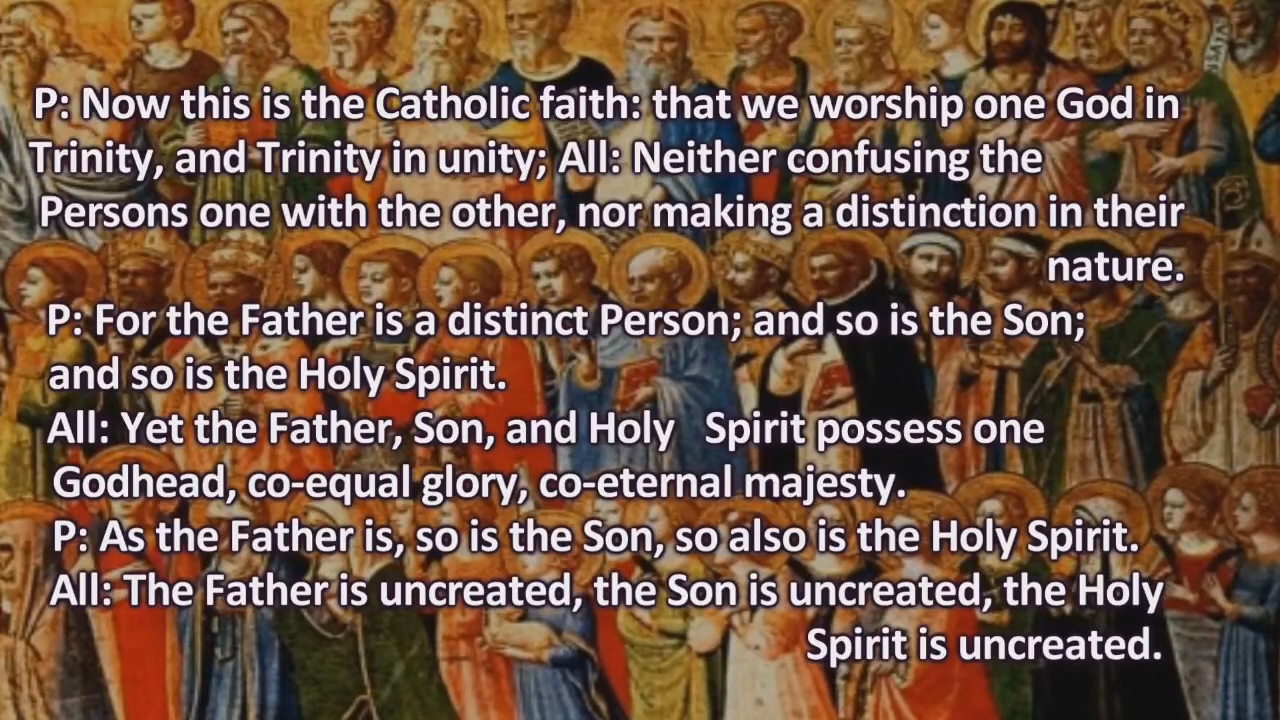 P: Now this is the Catholic faith: that we worship one God in
Trinity, and Trinity in unity; All: Neither confusing the
Persons one with the other, nor making a distinction in their
nature.
P: For the Father is a distinct Person; and so is the Son;
and so is the Holy Spirit.
All: Yet the Father, Son, and Holy   Spirit possess one
Godhead, co-equal glory, co-eternal majesty.
P: As the Father is, so is the Son, so also is the Holy Spirit.
All: The Father is uncreated, the Son is uncreated, the Holy
Spirit is uncreated.